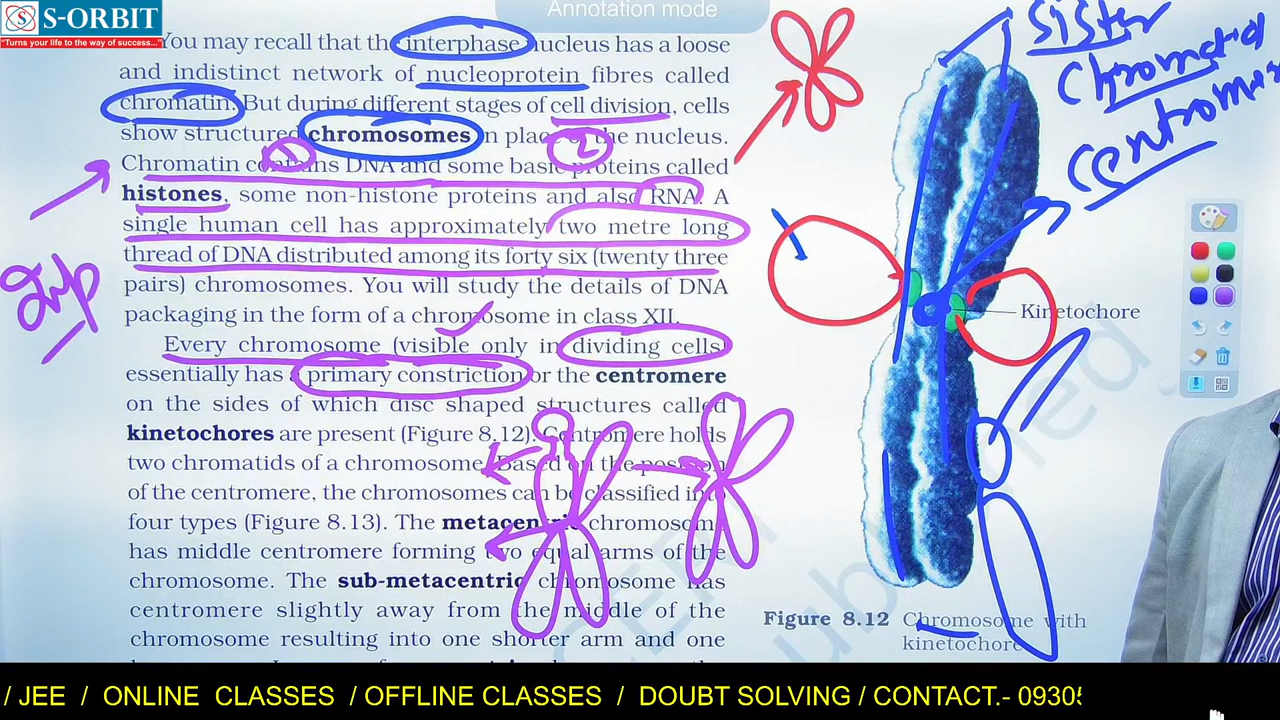 S-ORBIT
"Turns your life to the way of success..."
Annotation mode
You may recall that the interphase nucleus has a loose
and indistinct network of nucleoprotein fibres called
chromatin. But during different stages of cell division, cells
show structured chromosomes in place of the nucleus.
Chromatin contains DNA and some basic proteins called
histones, some non-histone proteins and also RNA. A
single human cell has approximately two metre long
thread of DNA distributed among its forty six (twenty three
pairs) chromosomes. You will study the details of DNA
packaging in the form of a chromosome in class XII.
Every chromosome (visible only in dividing cells)
essentially has a primary constriction or the centromere
on the sides of which disc shaped structures called
kinetochores are present (Figure 8.12). Centromere holds
two chromatids of a chromosome. Based on the position
of the centromere, the chromosomes can be classified into
four types (Figure 8.13). The metacentric chromosome
has middle centromere forming two equal arms of the
chromosome. The sub-metacentric chromosome has
centromere slightly away from the middle of the
chromosome resulting into one shorter arm and one
1
2
Imp
Sister
Chromatid
Centromer
Kinetochore
Figure 8.12 Chromosome with
kinetochore
/ JEE / ONLINE CLASSES / OFFLINE CLASSES / DOUBT SOLVING / CONTACT.- 0930